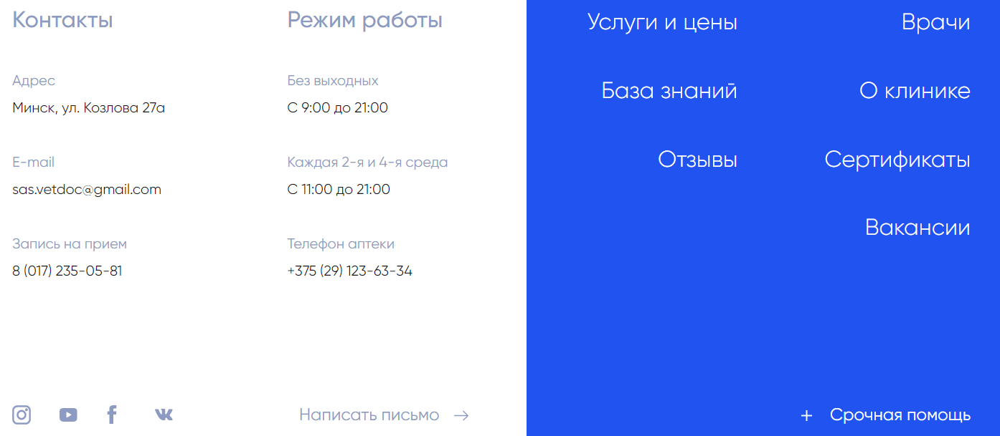 Контакты
Адрес
Минск, ул. Козлова 27а
E-mail
sas.vetdoc@gmail.com
Запись на прием
8 (017) 235-05-81
Режим работы
Без выходных
С 9:00 до 21:00
Каждая 2-я и 4-я среда
С 11:00 до 21:00
Телефон аптеки
+375 (29) 123-63-34
Написать письмо
Услуги и цены
База знаний
Отзывы
Врачи
О клинике
Сертификаты
Вакансии
+ Срочная помощь